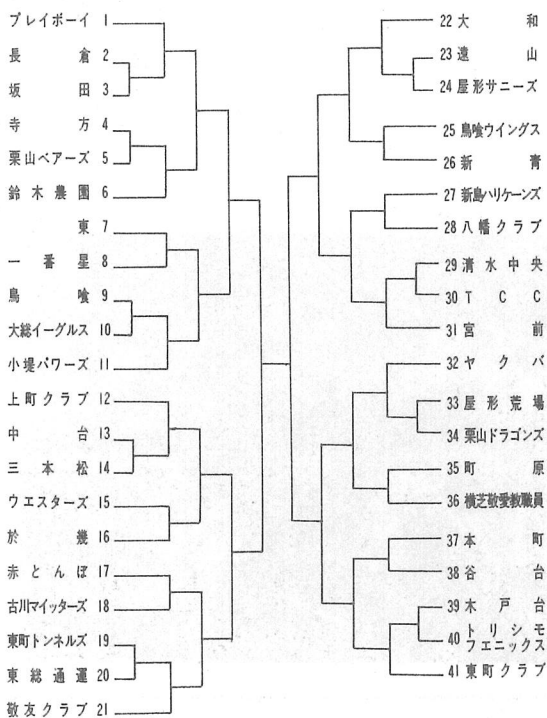 プレイボーイ 1
長倉 2
坂田 3
寺方 4
栗山ベアーズ 5
鈴木農園 6
東 7
一番星 8
鳥喰 9
大総イーグルス 10
小堤パワーズ 11
上町クラブ 12
中台 13
三本松 14
ウエスターズ 15
於幾 16
赤とんぼ 17
古川マイッターズ 18
東町トンネルズ 19
東総通運 20
敬友クラブ 21
22 大和
23 遠山
24 屋形サニーズ
25 鳥喰ウイングス
26 新青
27 新島ハリケーンズ
28 八幡クラブ
29 清水中央
30 TCC
31 宮前
32 ヤクバ
33 屋形荒場
34 栗山ドラゴンズ
35 町原
36 横芝敬愛教職員
37 本町
38 谷台
39 木戸台
40 トリシモフェニックス
41 東町クラブ